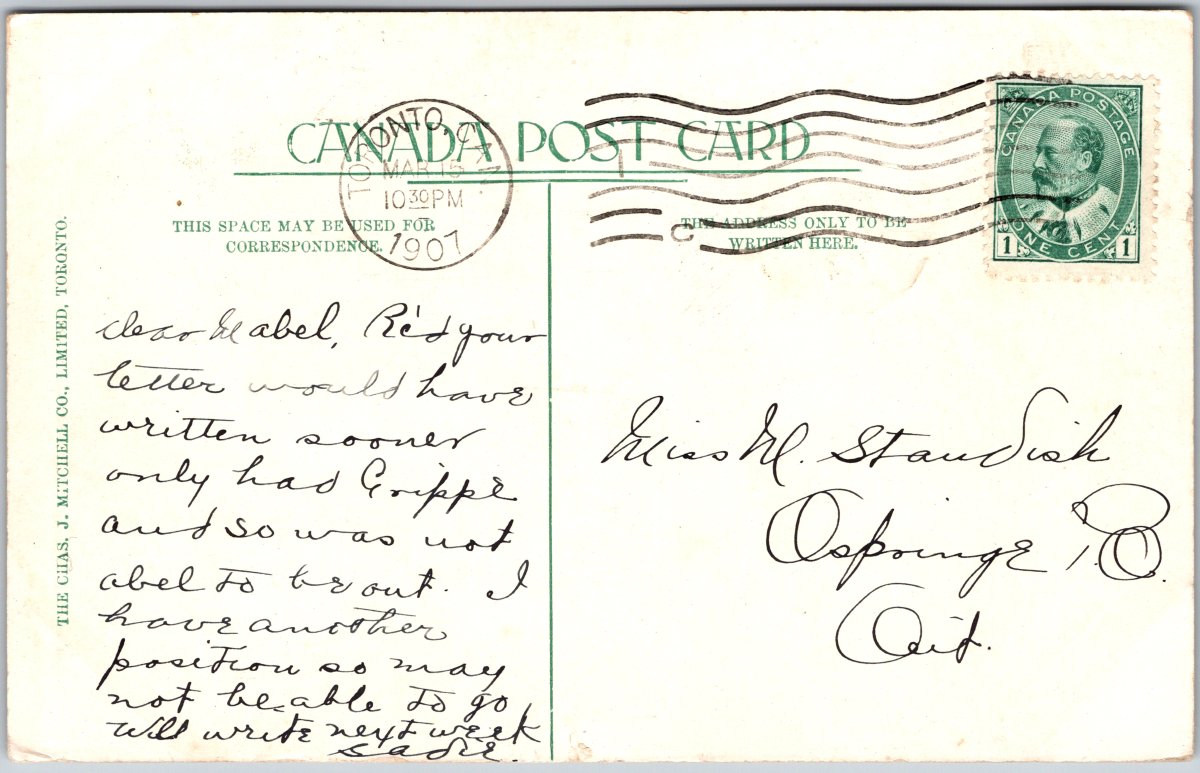 CANADA POST CARD
TORONTO, CAN.
MAR 15
10 30 PM
1907
CANADA POSTAGE
ONE CENT
1 1
THIS SPACE MAY BE USED FOR
CORRESPONDENCE.
THE ADDRESS ONLY TO BE
WRITTEN HERE.
THE CHAS. J. MITCHELL CO., LIMITED, TORONTO.
dear Mabel, Rc'd your
letter would have
written sooner
only had Grippe
and so was not
abel to be out. I
have another
position so may
not be able to go
Will write next week
Sadie.
Miss M. Standish
Ospringe P.O.
Ont.